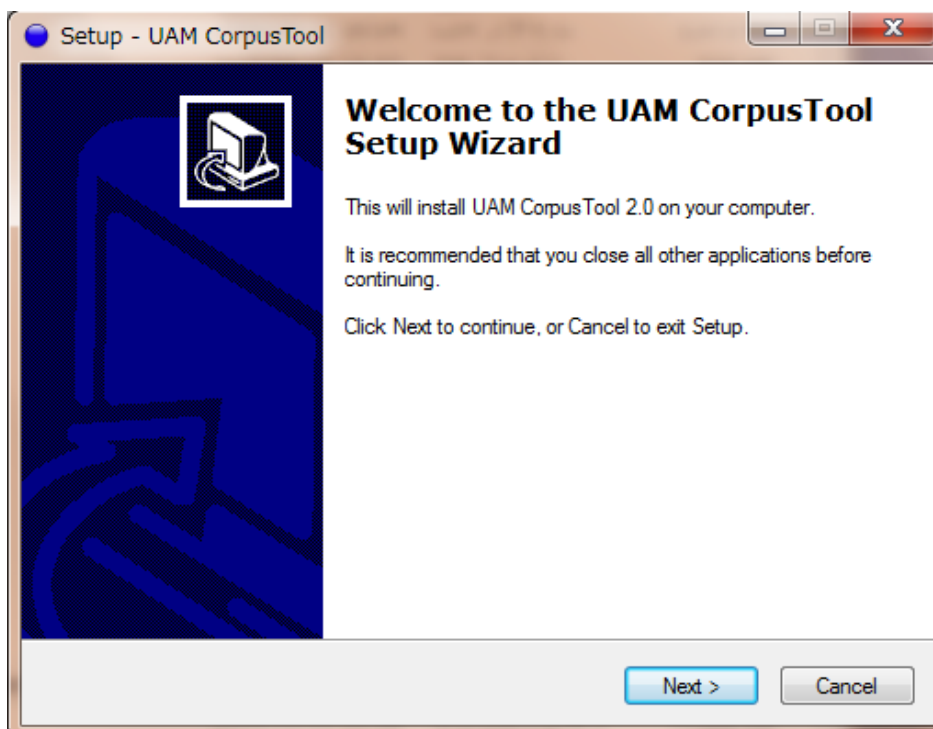 Setup - UAM CorpusTool
Welcome to the UAM CorpusTool
Setup Wizard
This will install UAM CorpusTool 2.0 on your computer.
It is recommended that you close all other applications before
continuing.
Click Next to continue, or Cancel to exit Setup.
Next >
Cancel